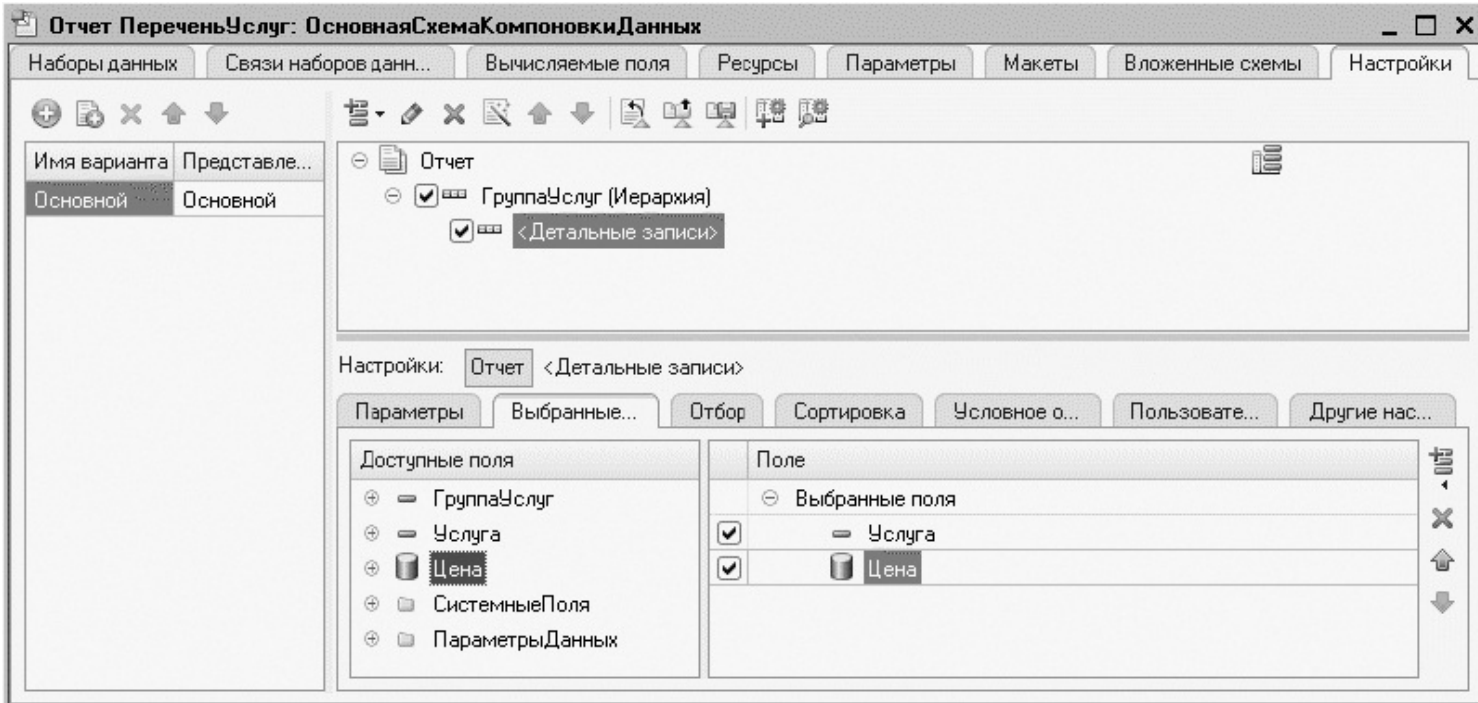 Отчет ПереченьУслуг: ОсновнаяСхемаКомпоновкиДанных
Наборы данных Связи наборов данн... Вычисляемые поля Ресурсы Параметры Макеты Вложенные схемы Настройки
Имя варианта Представле...
Основной Основной
Отчет
ГруппаУслуг (Иерархия)
<Детальные записи>
Настройки: Отчет <Детальные записи>
Параметры Выбранные... Отбор Сортировка Условное о... Пользовате... Другие нас...
Доступные поля Поле
ГруппаУслуг Выбранные поля
Услуга Услуга
Цена Цена
СистемныеПоля
ПараметрыДанных